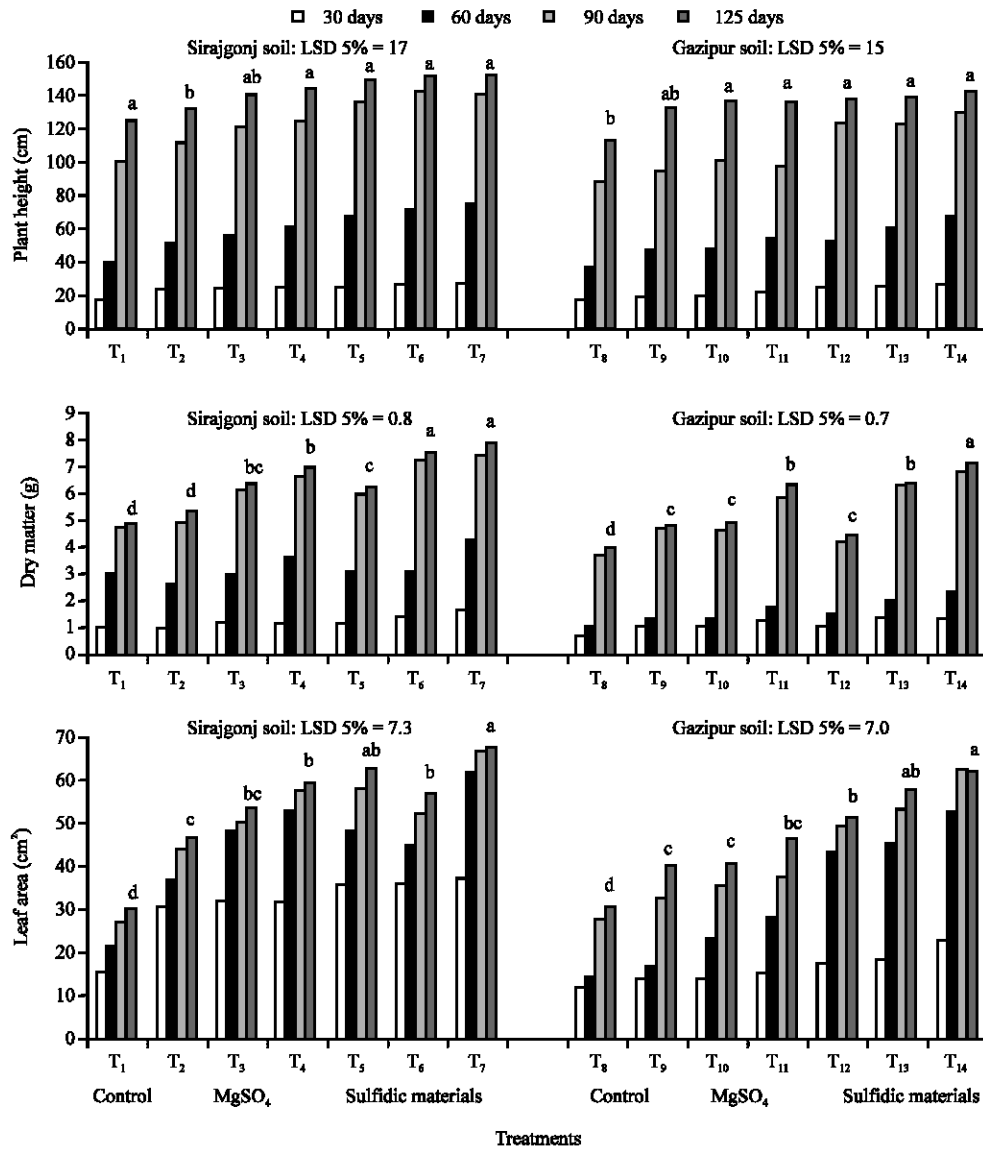 30 days 60 days 90 days 125 days
Sirajgonj soil: LSD 5% = 17 Gazipur soil: LSD 5% = 15
Plant height (cm)
160
140
120
100
80
60
40
20
0
a b ab a a a a b ab a a a a a
T₁ T₂ T₃ T₄ T₅ T₆ T₇ T₈ T₉ T₁₀ T₁₁ T₁₂ T₁₃ T₁₄
Sirajgonj soil: LSD 5% = 0.8 Gazipur soil: LSD 5% = 0.7
Dry matter (g)
9
8
7
6
5
4
3
2
1
0
d d bc b c a a d c c b c b a
T₁ T₂ T₃ T₄ T₅ T₆ T₇ T₈ T₉ T₁₀ T₁₁ T₁₂ T₁₃ T₁₄
Sirajgonj soil: LSD 5% = 7.3 Gazipur soil: LSD 5% = 7.0
Leaf area (cm²)
70
60
50
40
30
20
10
0
d c bc b ab b a d c c bc b ab a
T₁ T₂ T₃ T₄ T₅ T₆ T₇ T₈ T₉ T₁₀ T₁₁ T₁₂ T₁₃ T₁₄
Control MgSO₄ Sulfidic materials Control MgSO₄ Sulfidic materials
Treatments